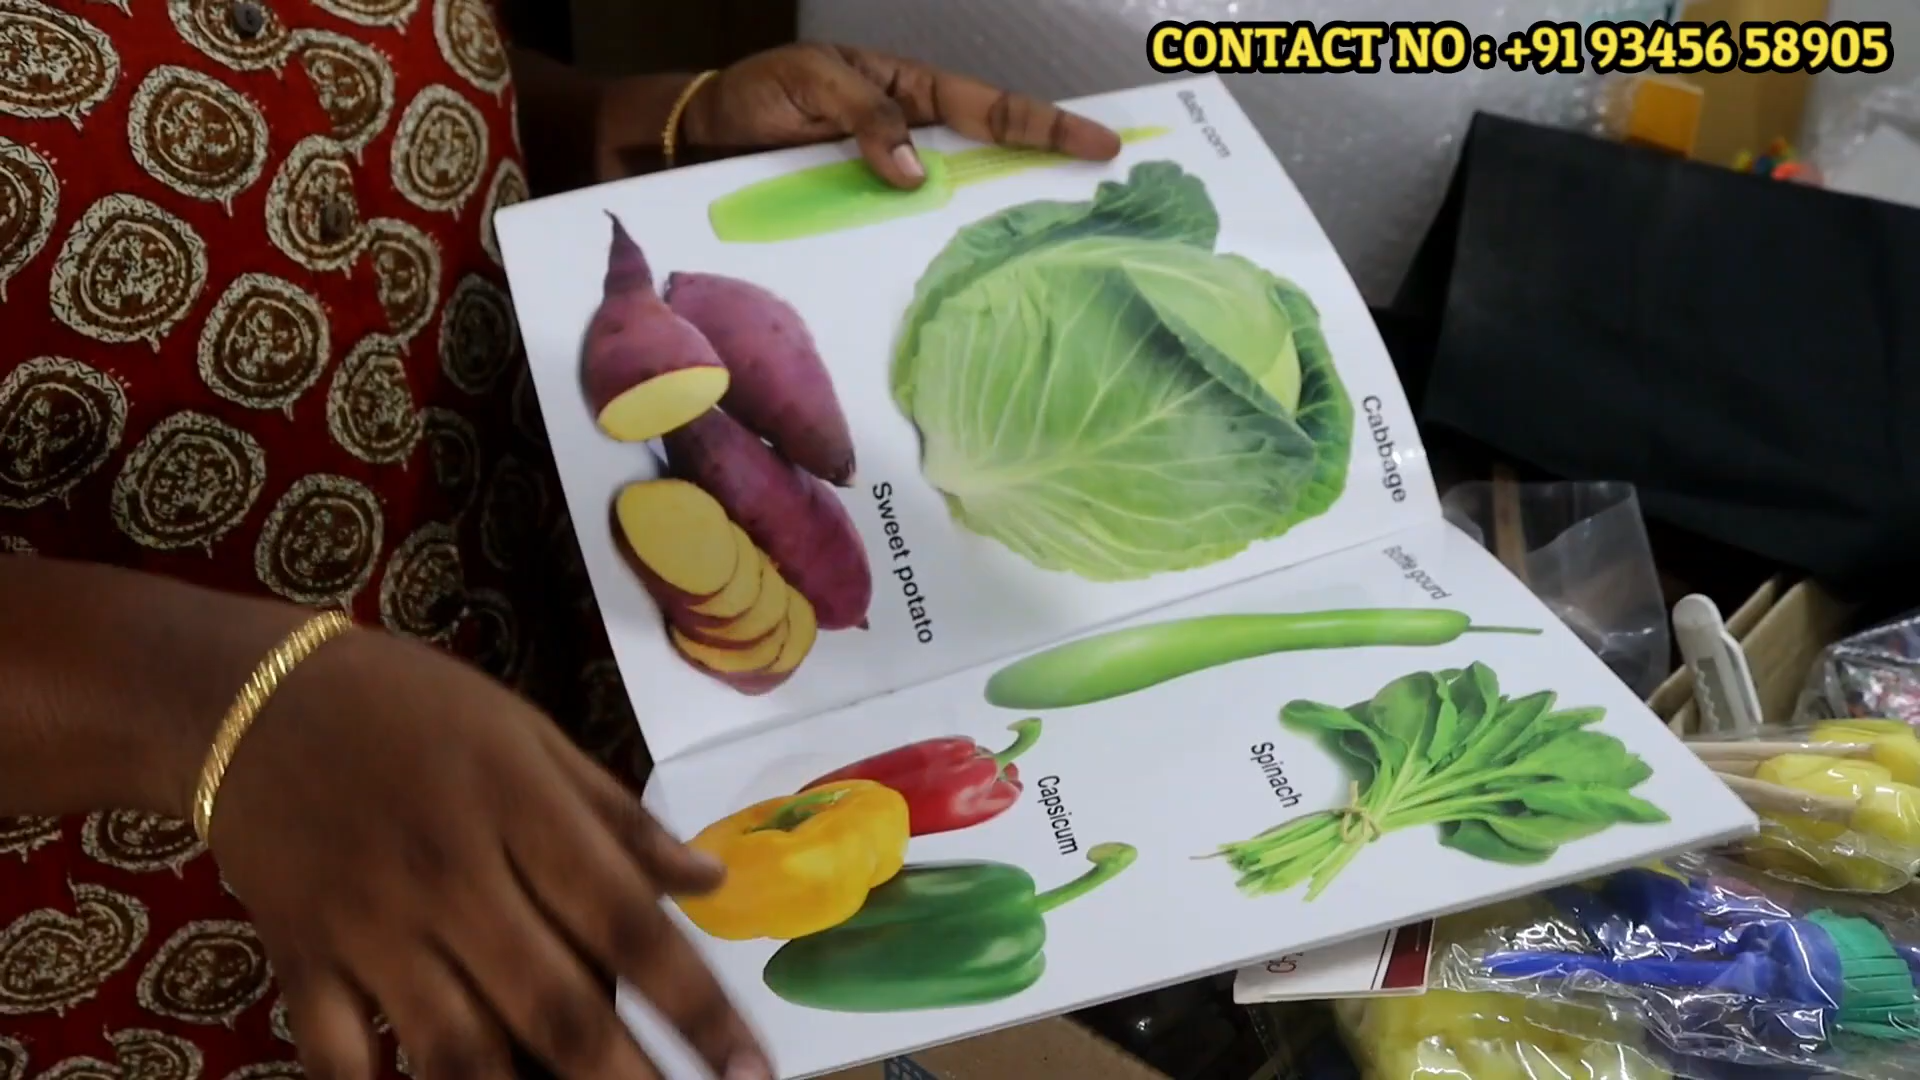 CONTACT NO : +91 93456 58905
Baby corn
Cabbage
Sweet potato
Bottle gourd
Spinach
Capsicum